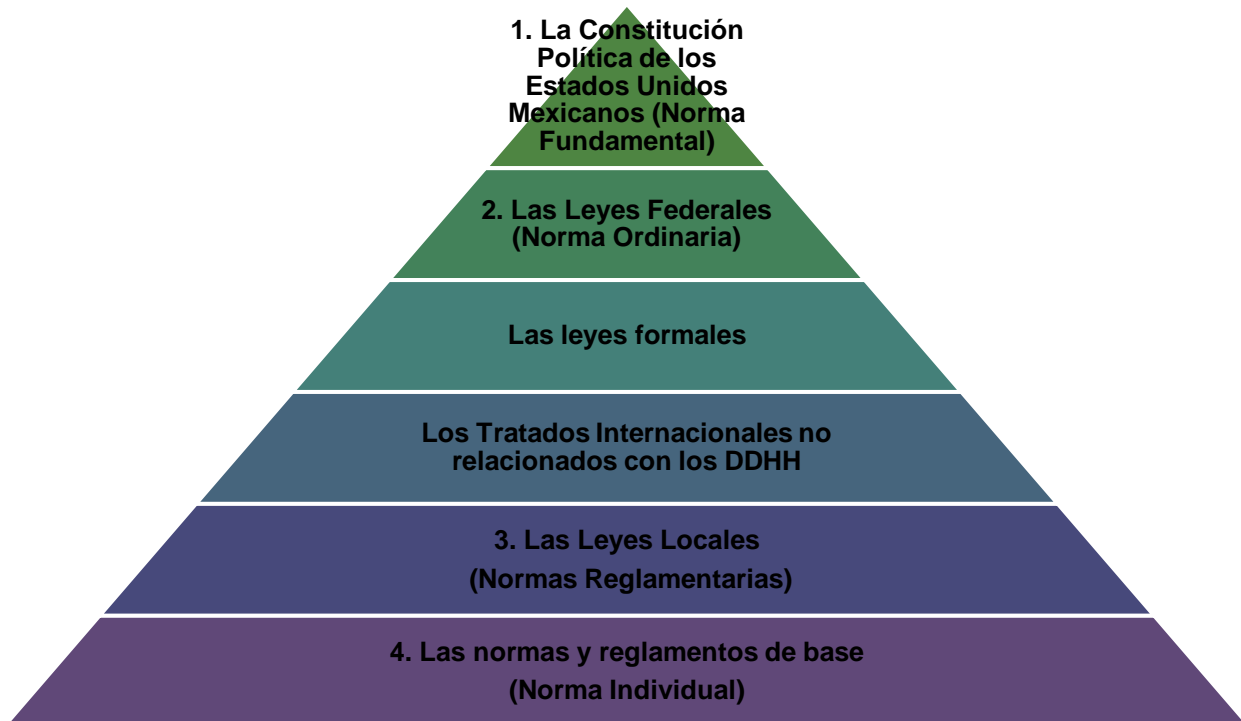 1. La Constitución
Política de los
Estados Unidos
Mexicanos (Norma
Fundamental)
2. Las Leyes Federales
(Norma Ordinaria)
Las leyes formales
Los Tratados Internacionales no
relacionados con los DDHH
3. Las Leyes Locales
(Normas Reglamentarias)
4. Las normas y reglamentos de base
(Norma Individual)